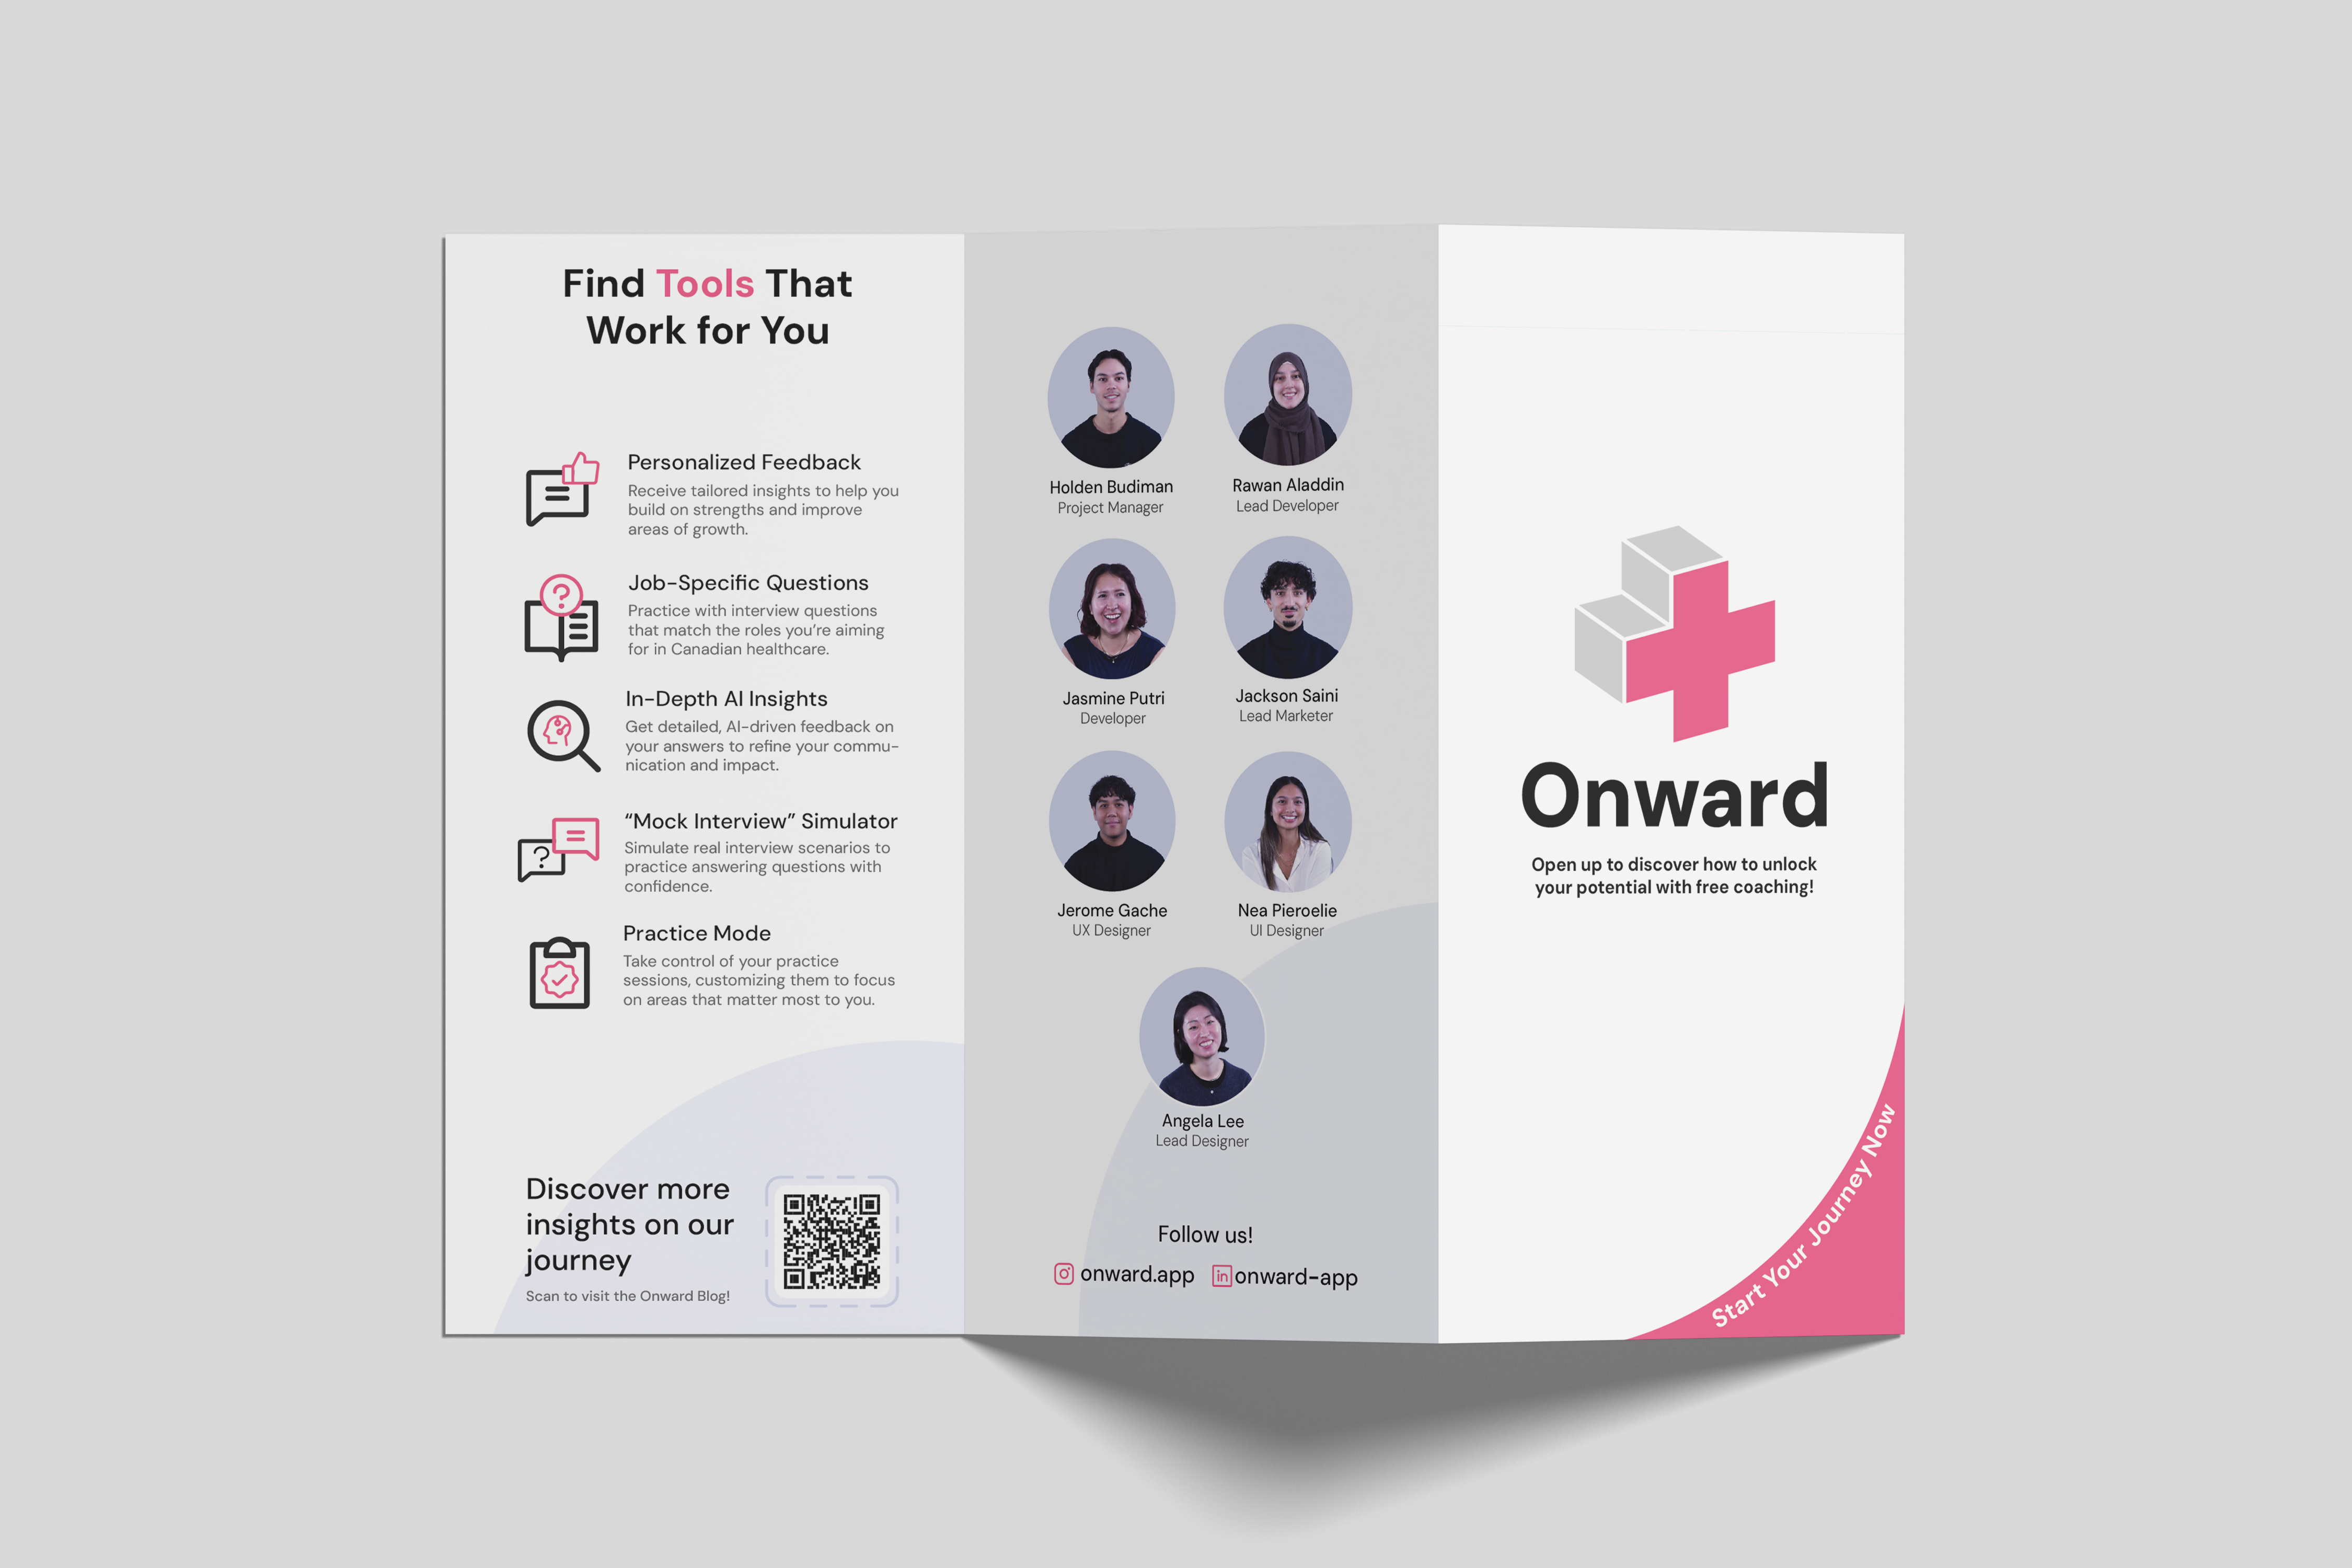 Find Tools That
Work for You
Personalized Feedback
Receive tailored insights to help you
build on strengths and improve
areas of growth.
Job-Specific Questions
Practice with interview questions
that match the roles you’re aiming
for in Canadian healthcare.
In-Depth AI Insights
Get detailed, AI-driven feedback on
your answers to refine your commu-
nication and impact.
“Mock Interview” Simulator
Simulate real interview scenarios to
practice answering questions with
confidence.
Practice Mode
Take control of your practice
sessions, customizing them to focus
on areas that matter most to you.
Discover more
insights on our
journey
Scan to visit the Onward Blog!
Holden Budiman
Project Manager
Rawan Aladdin
Lead Developer
Jasmine Putri
Developer
Jackson Saini
Lead Marketer
Jerome Gache
UX Designer
Nea Pieroelie
UI Designer
Angela Lee
Lead Designer
Follow us!
onward.app
in onward-app
Onward
Open up to discover how to unlock
your potential with free coaching!
Start Your Journey Now